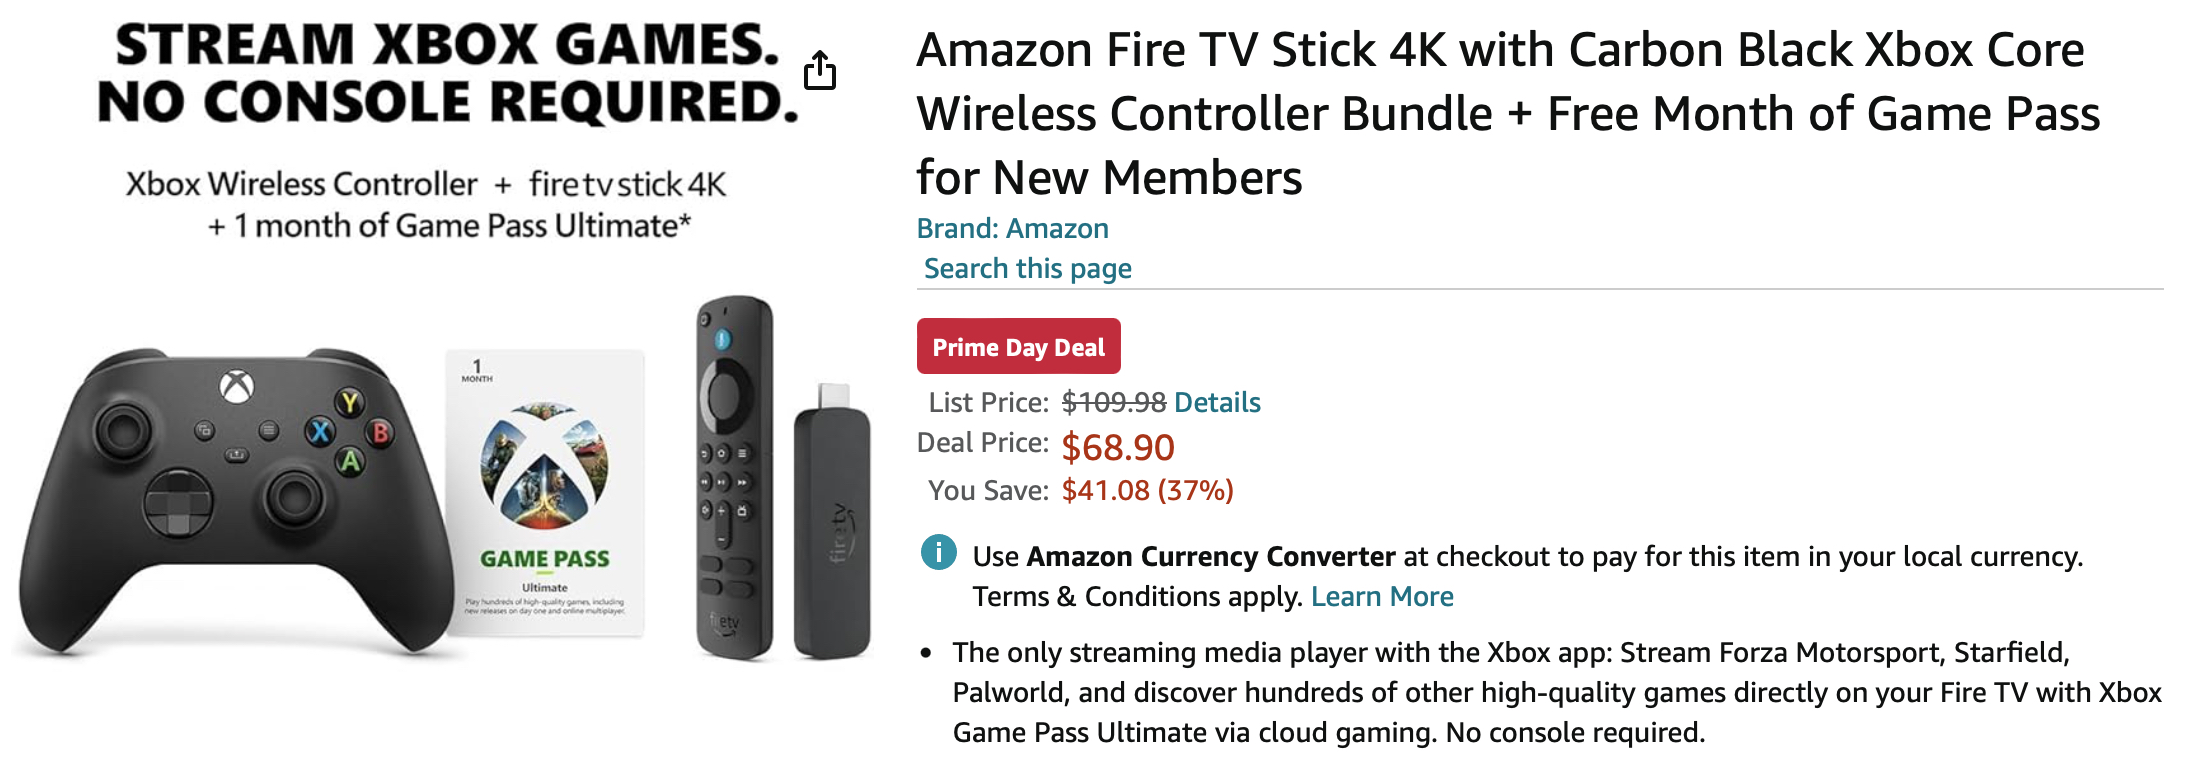 STREAM XBOX GAMES.
NO CONSOLE REQUIRED.
Xbox Wireless Controller + fire tv stick 4K
+ 1 month of Game Pass Ultimate*
1
MONTH
Y
X
B
A
GAME PASS
Ultimate
Play hundreds of high-quality games, including
new releases on day one and online multiplayer.
fire tv
fire tv
Amazon Fire TV Stick 4K with Carbon Black Xbox Core
Wireless Controller Bundle + Free Month of Game Pass
for New Members
Brand: Amazon
Search this page
Prime Day Deal
List Price: $109.98 Details
Deal Price: $68.90
You Save: $41.08 (37%)
i Use Amazon Currency Converter at checkout to pay for this item in your local currency.
Terms & Conditions apply. Learn More
• The only streaming media player with the Xbox app: Stream Forza Motorsport, Starfield,
Palworld, and discover hundreds of other high-quality games directly on your Fire TV with Xbox
Game Pass Ultimate via cloud gaming. No console required.